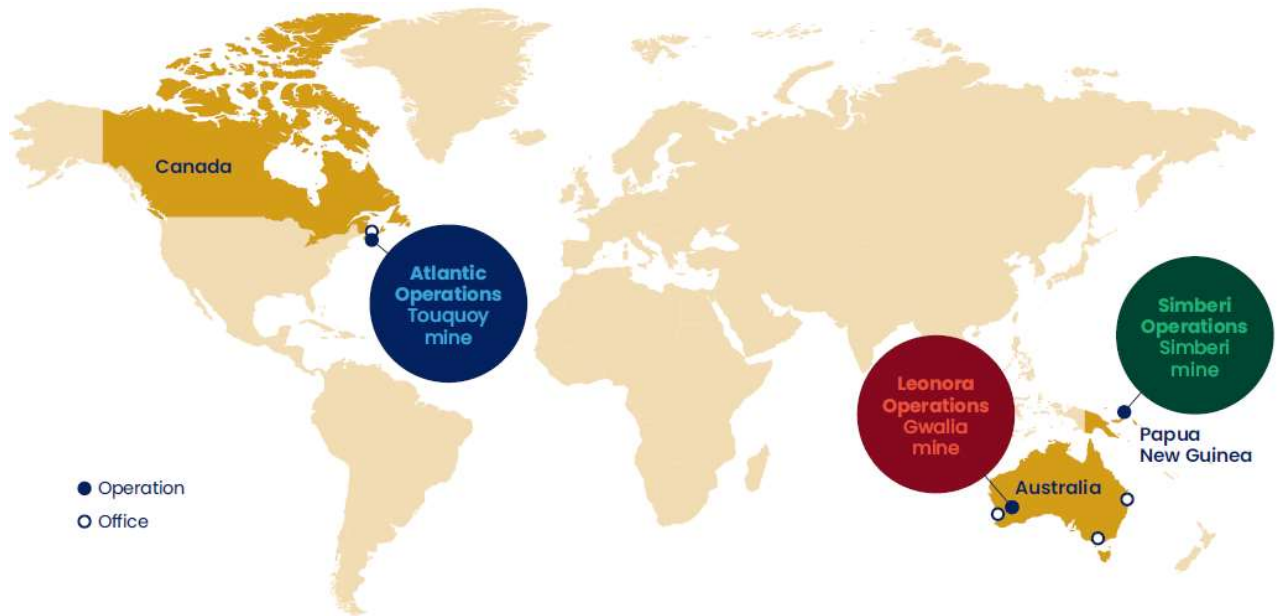 Canada
Atlantic
Operations
Touquoy
mine
Simberi
Operations
Simberi
mine
Leonora
Operations
Gwalia
mine
Papua
New Guinea
Australia
Operation
Office